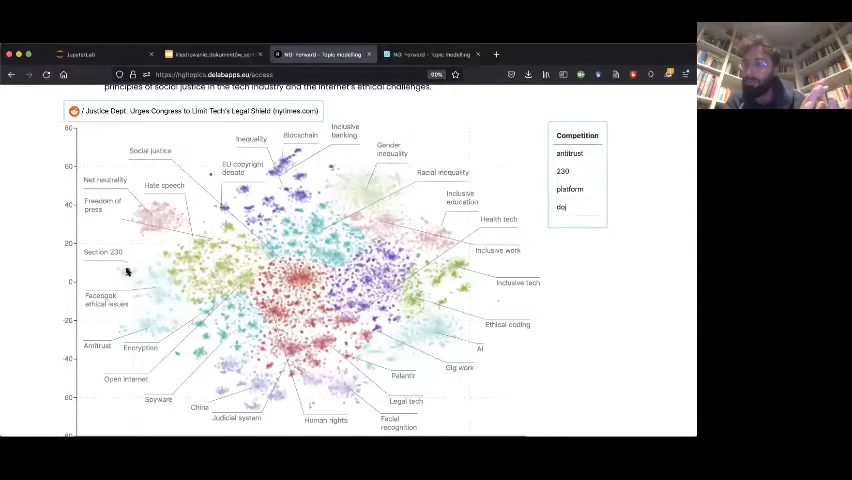 JupyterLab
klastrowanie_dokumentów_sem
NGI Forward – Topic modelling
NGI Forward – Topic modelling
https://ngitopics.delabapps.eu/access
90%
principles of social justice in the tech industry and the internet's ethical challenges.
/ Justice Dept. Urges Congress to Limit Tech's Legal Shield (nytimes.com)
60
40
20
0
-20
-40
60
80
Inequality
Blockchain
Inclusive
banking
Social justice
EU copyright
debate
Gender
inequality
Net neutrality
Hate speech
Racial inequality
Freedom of
press
Inclusive
education
Health tech
Section 230
Inclusive work
Inclusive tech
Facebook
ethical issues
Ethical coding
Antitrust
Encryption
AI
Gig work
Open internet
Palantir
Spyware
Legal tech
China
Judicial system
Human rights
Facial
recognition
Competition
antitrust
230
platform
doj